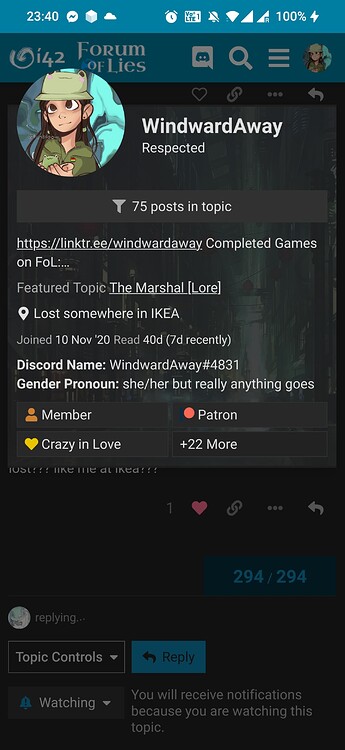 23:40
100%
i42 FORUM OF LIES
WindwardAway
Respected
75 posts in topic
https://linktr.ee/windwardaway Completed Games
on FoL:...
Featured Topic The Marshal [Lore]
Lost somewhere in IKEA
Joined 10 Nov '20 Read 40d (7d recently)
Discord Name: WindwardAway#4831
Gender Pronoun: she/her but really anything goes
Member
Patron
Crazy in Love
+22 More
lost??? like me at ikea???
1
294 / 294
replying...
Topic Controls
Reply
Watching
You will receive notifications
because you are watching this
topic.